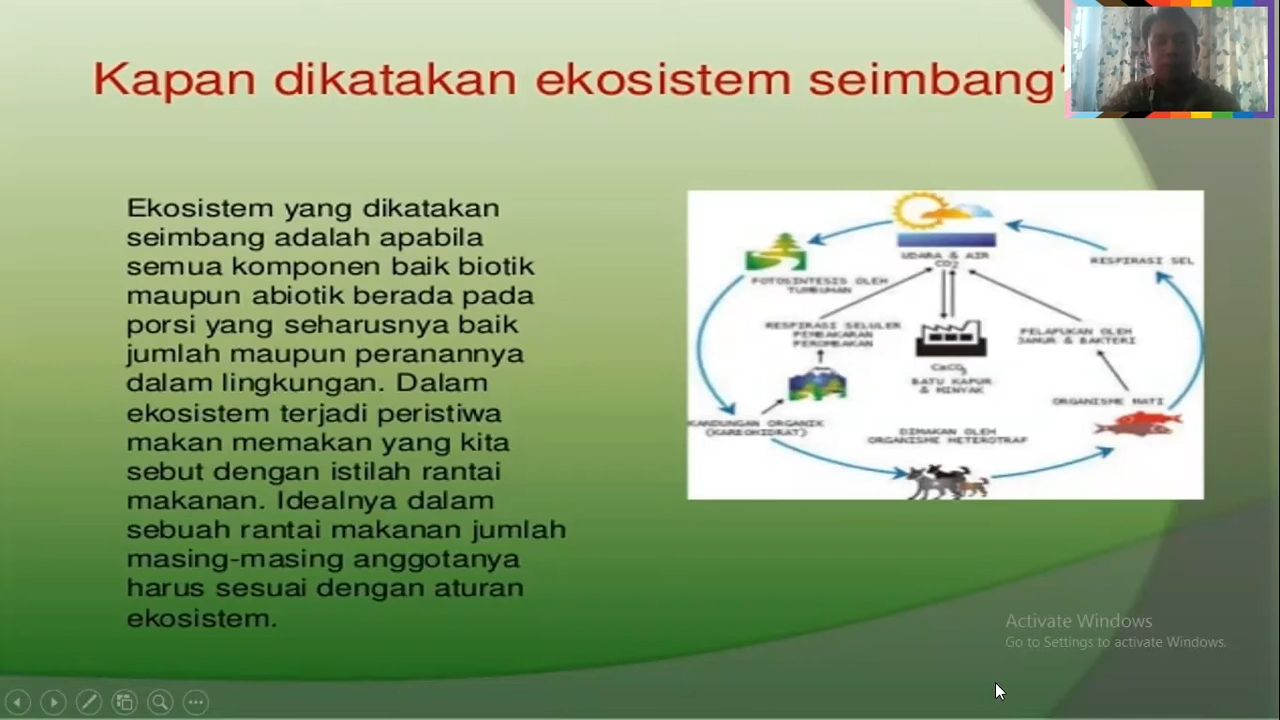 Kapan dikatakan ekosistem seimbang?
Ekosistem yang dikatakan
seimbang adalah apabila
semua komponen baik biotik
maupun abiotik berada pada
porsi yang seharusnya baik
jumlah maupun peranannya
dalam lingkungan. Dalam
ekosistem terjadi peristiwa
makan memakan yang kita
sebut dengan istilah rantai
makanan. Idealnya dalam
sebuah rantai makanan jumlah
masing-masing anggotanya
harus sesuai dengan aturan
ekosistem.
UDARA & AIR
CO2
RESPIRASI SEL
FOTOSINTESIS OLEH
TUMBUHAN
RESPIRASI SELULER
PEMBAKARAN
PEROMBAKAN
PELAPUKAN OLEH
JAMUR & BAKTERI
CaCO3
BATU KAPUR
& MINYAK
ORGANISME MATI
KANDUNGAN ORGANIK
(KARBOHIDRAT)
DIMAKAN OLEH
ORGANISME HETEROTRAF
Activate Windows
Go to Settings to activate Windows.